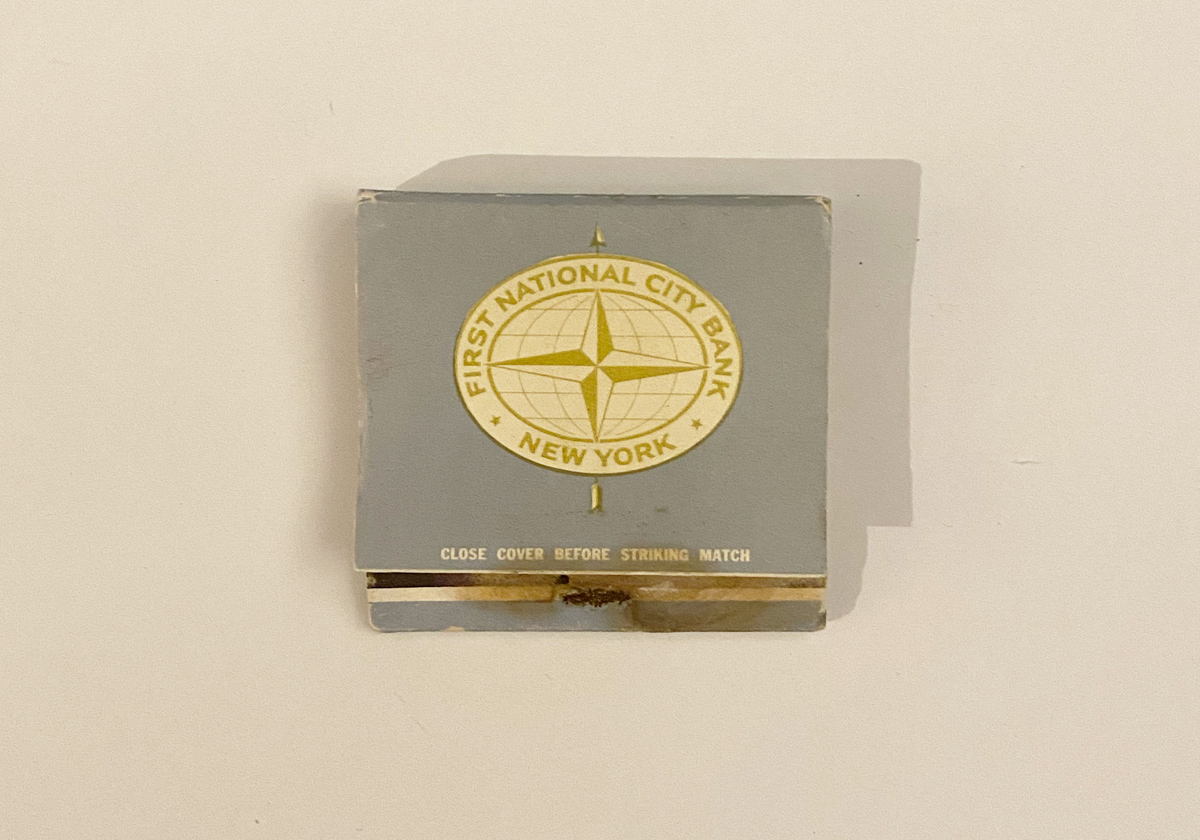 FIRST NATIONAL CITY BANK
NEW YORK
CLOSE COVER BEFORE STRIKING MATCH